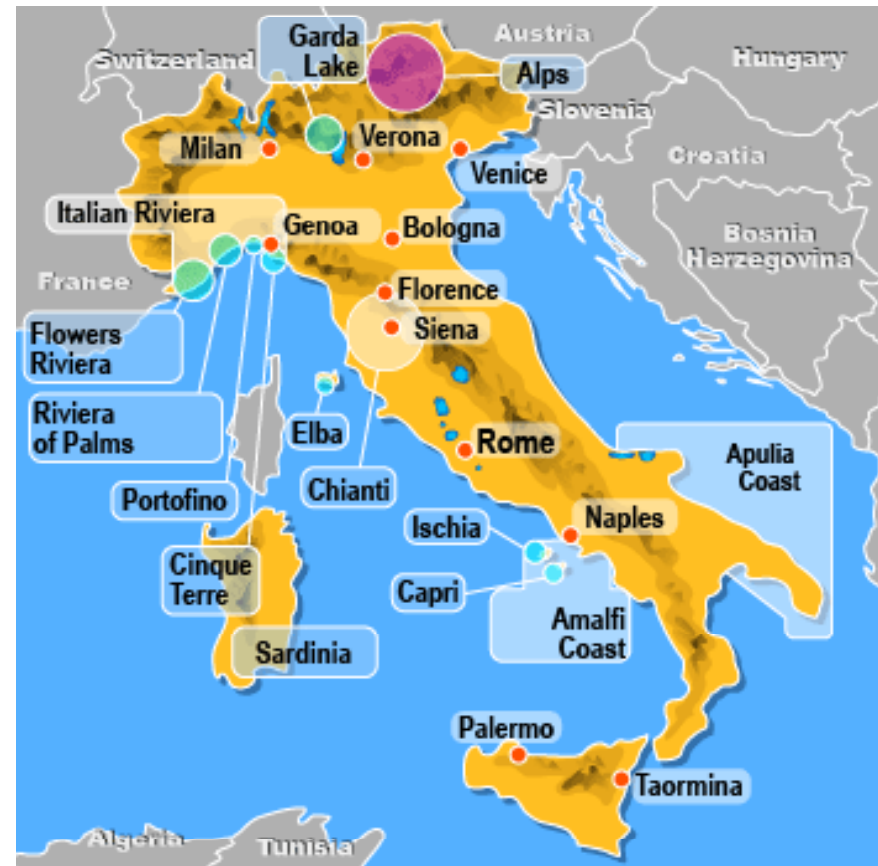 Garda
Lake
Austria
Switzerland
Hungary
Alps
Slovenia
Milan
Verona
Croatia
Venice
Italian Riviera
Genoa
Bologna
Bosnia
Herzegovina
France
Florence
Flowers
Riviera
Siena
Riviera
of Palms
Elba
Rome
Apulia
Coast
Portofino
Chianti
Ischia
Naples
Cinque
Terre
Capri
Amalfi
Coast
Sardinia
Palermo
Taormina
Algeria
Tunisia